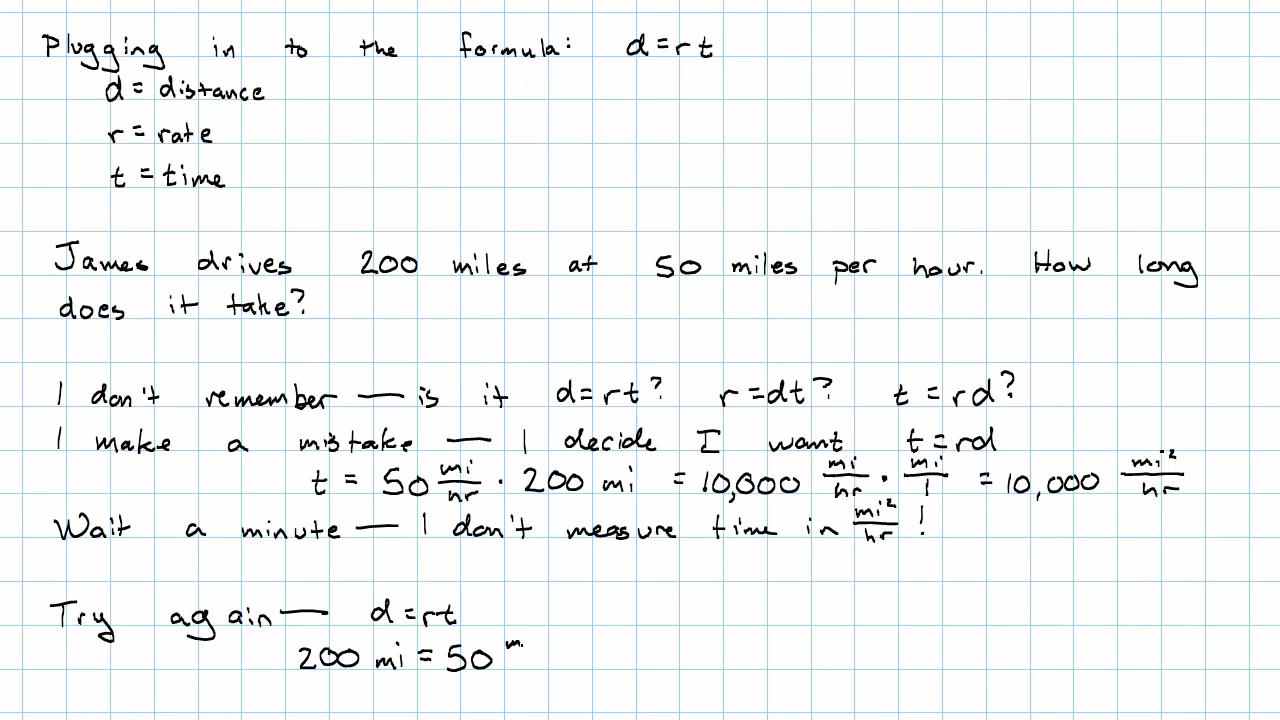 Plugging in to the formula: d = rt
d = distance
r = rate
t = time
James drives 200 miles at 50 miles per hour. How long
does it take?
I don't remember — is it d = rt? r = dt? t = rd?
I make a mistake — I decide I want t = rd
t = 50 mi/hr · 200 mi = 10,000 mi/hr · mi/1 = 10,000 mi²/hr
Wait a minute — I don't measure time in mi²/hr!
Try again — d = rt
200 mi = 50 m